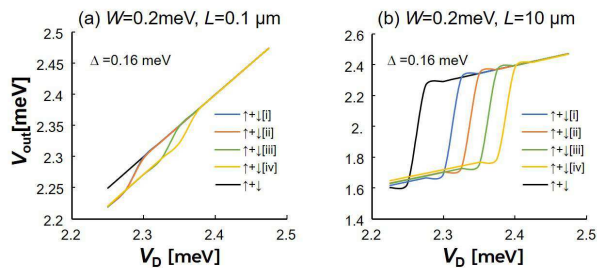 (a) W=0.2meV, L=0.1 μm
Δ=0.16 meV
Vout[meV]
2.5
2.45
2.4
2.35
2.3
2.25
2.2
↑+↓[i]
↑+↓[ii]
↑+↓[iii]
↑+↓[iv]
↑+↓
2.2 2.3 2.4 2.5
VD [meV]
(b) W=0.2meV, L=10 μm
Δ=0.16 meV
2.6
2.4
2.2
2
1.8
1.6
1.4
↑+↓[i]
↑+↓[ii]
↑+↓[iii]
↑+↓[iv]
↑+↓
2.2 2.3 2.4 2.5
VD [meV]